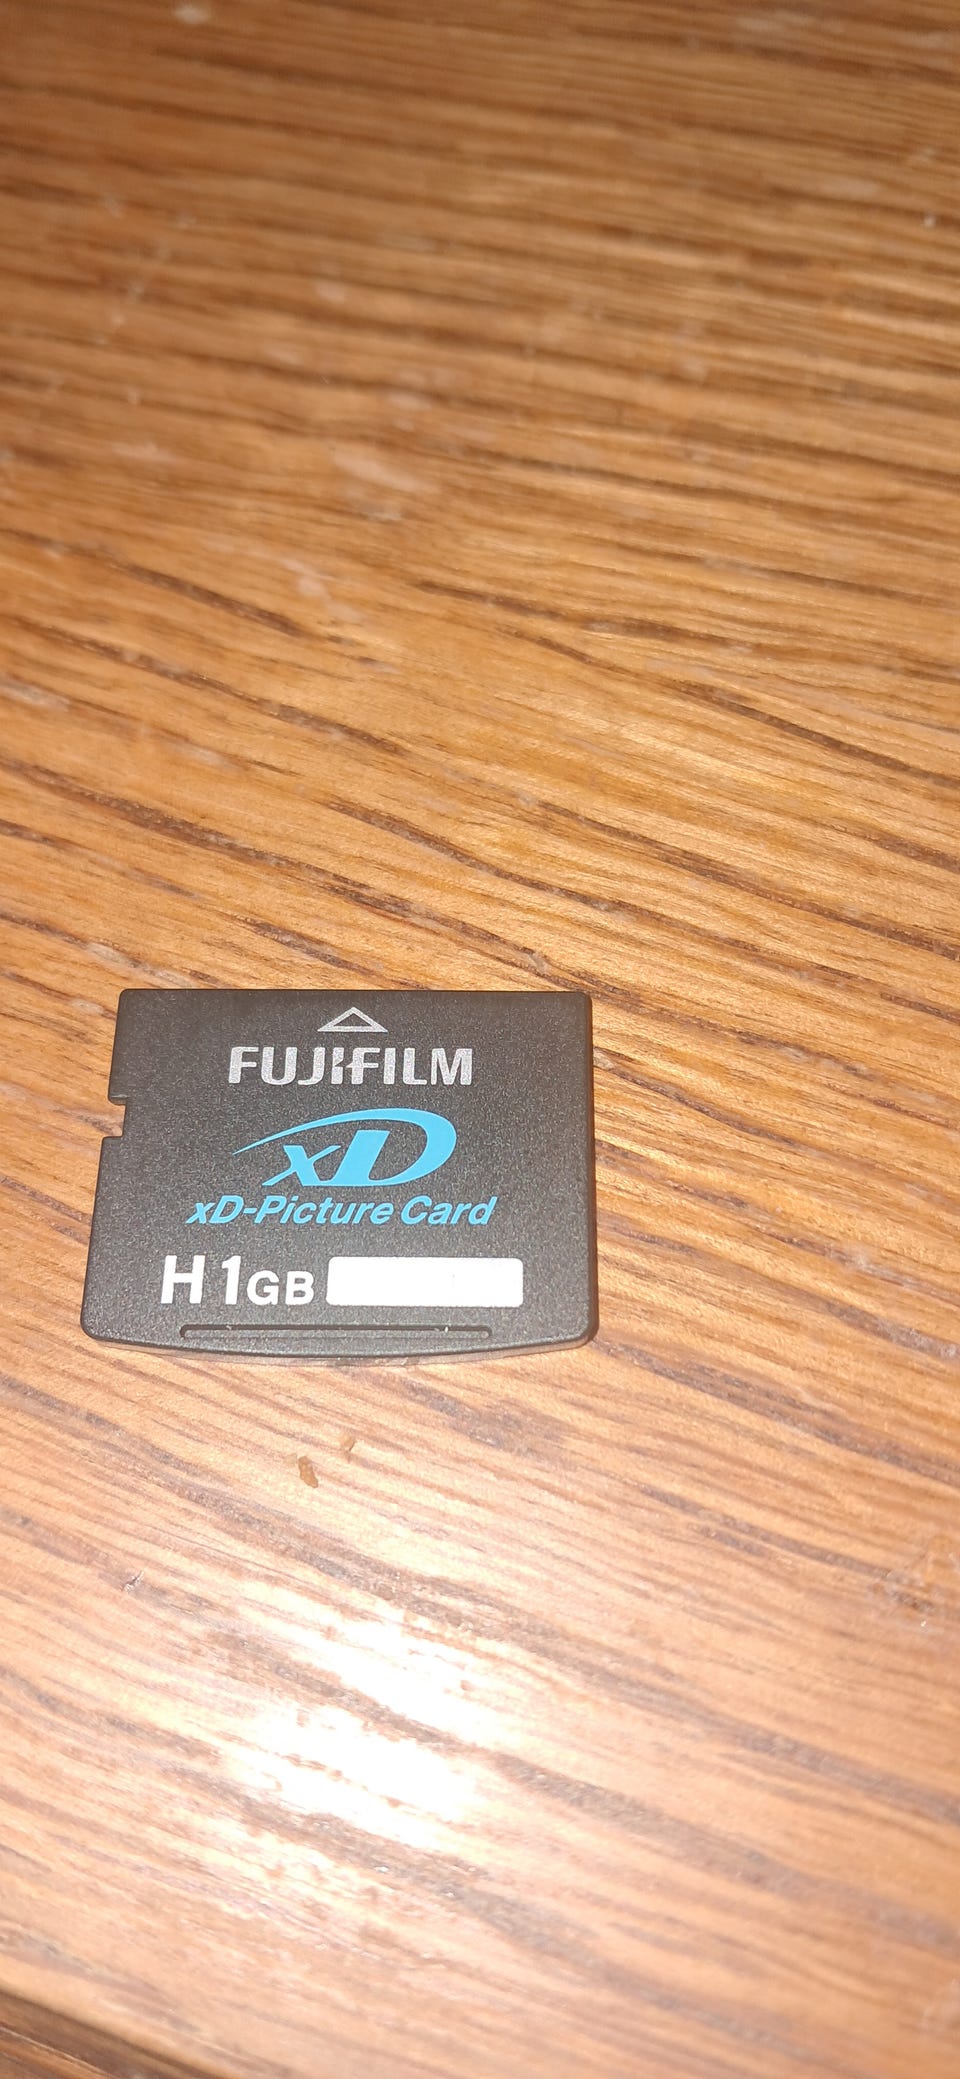 FUJIFILM
xD
xD-Picture Card
H 1GB